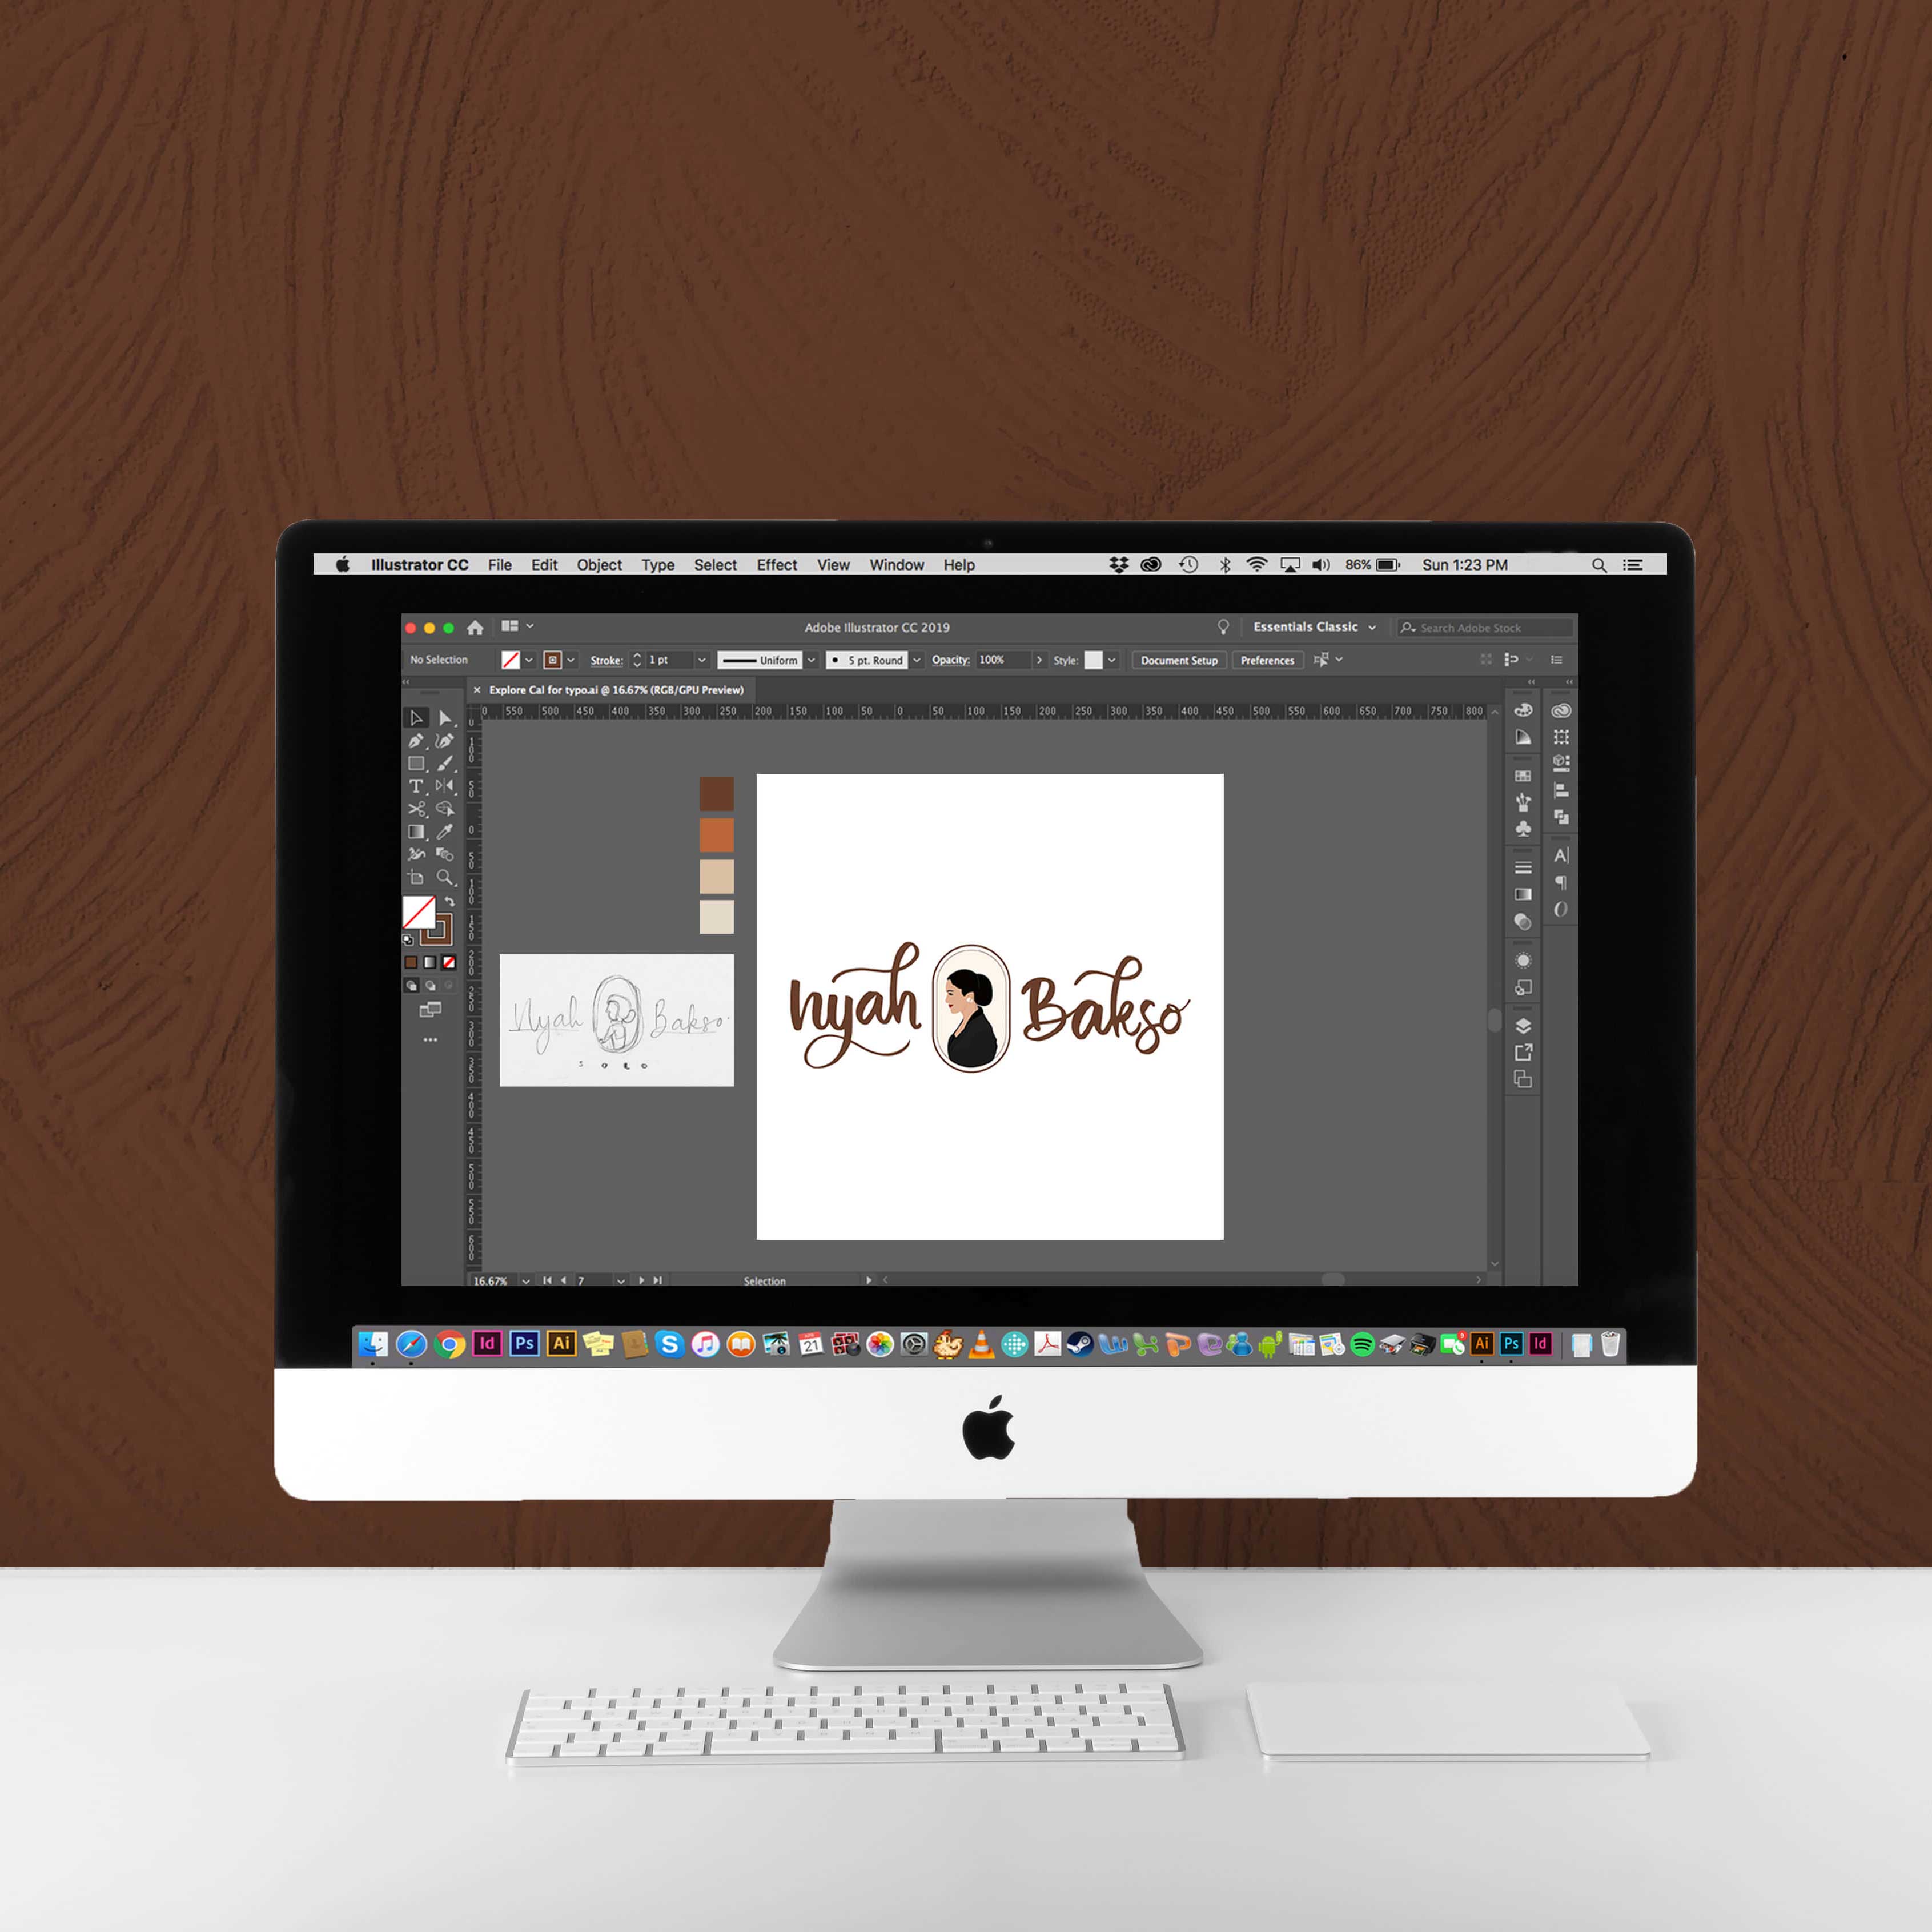 Illustrator CC File Edit Object Type Select Effect View Window Help 86% Sun 1:23 PM
Adobe Illustrator CC 2019 Essentials Classic Search Adobe Stock
No Selection Stroke: 1 pt Uniform 5 pt. Round Opacity: 100% Style: Document Setup Preferences
× Explore Cal for typo.ai @ 16.67% (RGB/GPU Preview)
0 550 500 450 400 350 300 250 200 150 100 50 0 50 100 150 200 250 300 350 400 450 500 550 600 650 700 750 800
nyah Bakso
Nyah Bakso
SOLO
16.67% 7 Selection
Id Ps Ai S 21 Ai Ps Id